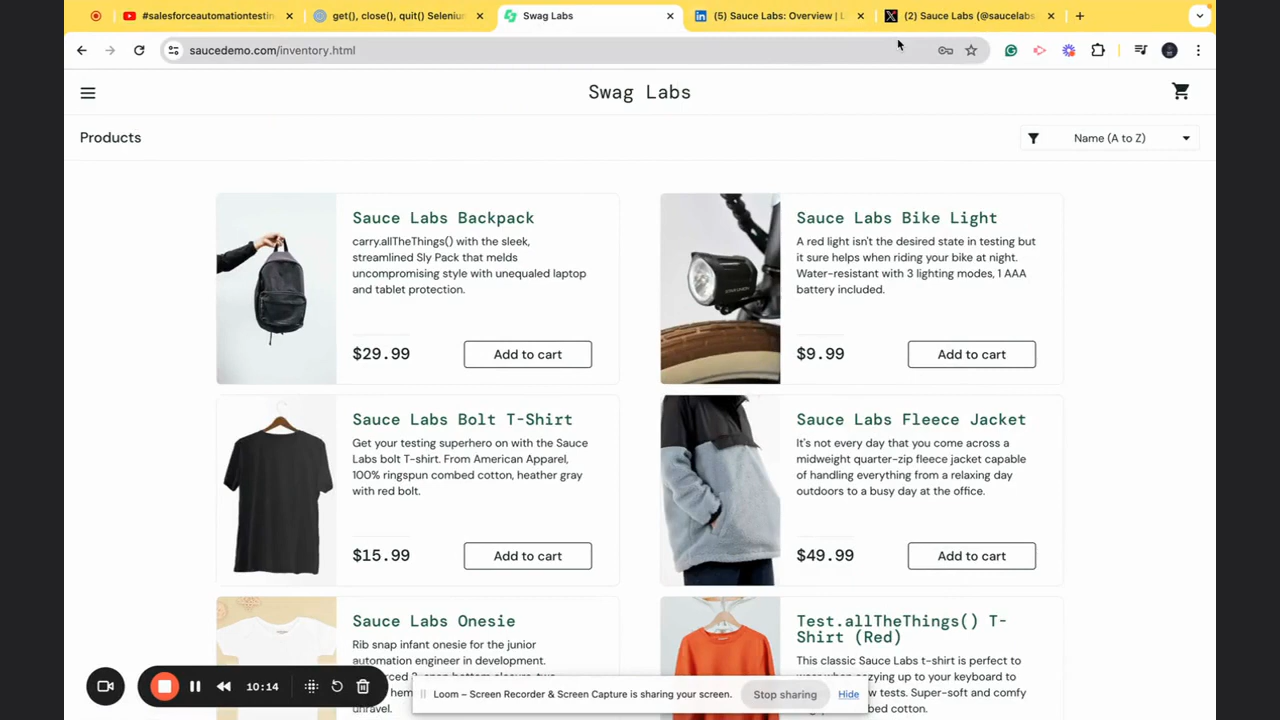 #salesforceautomationtestin
get(), close(), quit() Seleniu
Swag Labs
(5) Sauce Labs: Overview | L
(2) Sauce Labs (@saucelabs
saucedemo.com/inventory.html
Swag Labs
Products
Name (A to Z)
Sauce Labs Backpack
carry.allTheThings() with the sleek,
streamlined Sly Pack that melds
uncompromising style with unequaled laptop
and tablet protection.
$29.99
Add to cart
Sauce Labs Bike Light
A red light isn't the desired state in testing but
it sure helps when riding your bike at night.
Water-resistant with 3 lighting modes, 1 AAA
battery included.
$9.99
Add to cart
Sauce Labs Bolt T-Shirt
Get your testing superhero on with the Sauce
Labs bolt T-shirt. From American Apparel,
100% ringspun combed cotton, heather gray
with red bolt.
$15.99
Add to cart
Sauce Labs Fleece Jacket
It's not every day that you come across a
midweight quarter-zip fleece jacket capable
of handling everything from a relaxing day
outdoors to a busy day at the office.
$49.99
Add to cart
Sauce Labs Onesie
Rib snap infant onesie for the junior
automation engineer in development.
unravel.
Test.allTheThings() T-
Shirt (Red)
This classic Sauce Labs t-shirt is perfect to
to your keyboard to
tests. Super-soft and comfy
cotton.
10:14
Loom – Screen Recorder & Screen Capture is sharing your screen.
Stop sharing
Hide